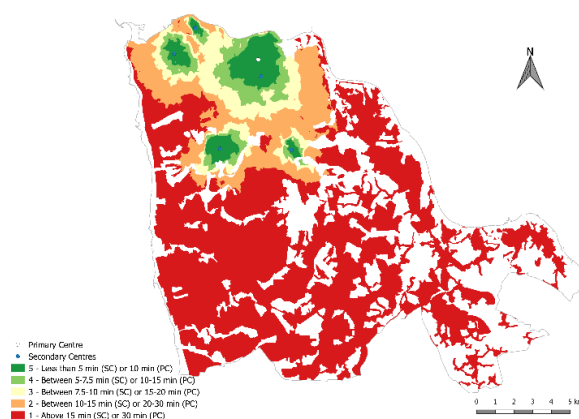 N
Primary Centre
Secondary Centres
5 - Less than 5 min (SC) or 10 min (PC)
4 - Between 5-7.5 min (SC) or 10-15 min (PC)
3 - Between 7.5-10 min (SC) or 15-20 min (PC)
2 - Between 10-15 min (SC) or 20-30 min (PC)
1 - Above 15 min (SC) or 30 min (PC)
0 1 2 3 4 5 k